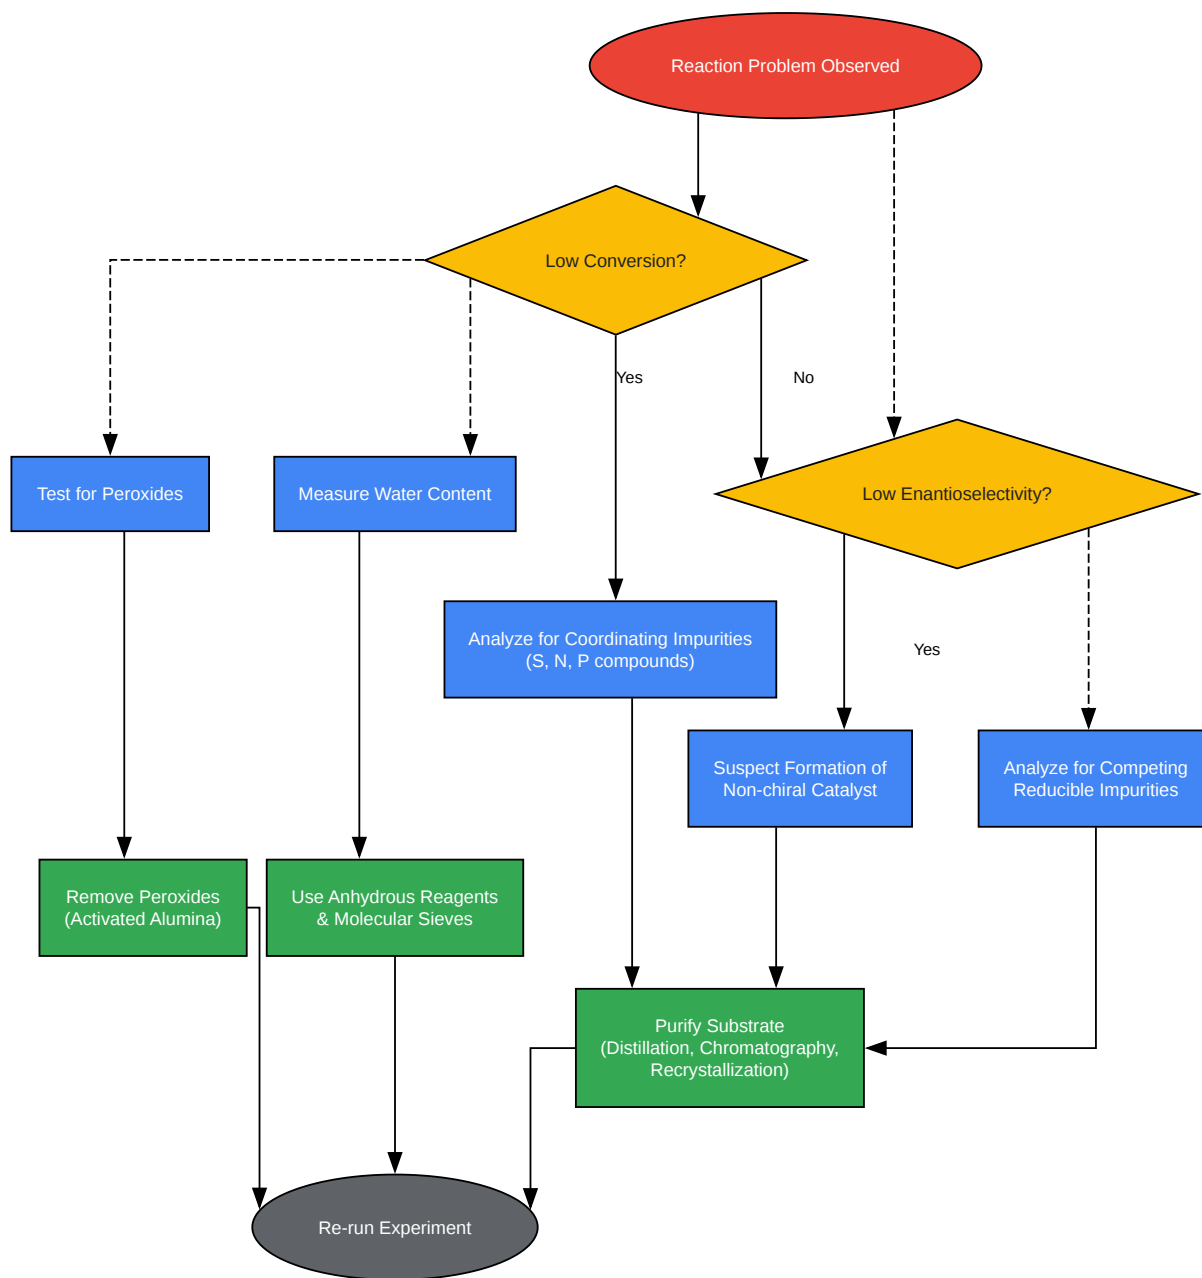 Reaction Problem Observed
Low Conversion?
Yes
No
Test for Peroxides
Measure Water Content
Low Enantioselectivity?
Analyze for Coordinating Impurities
(S, N, P compounds)
Yes
Suspect Formation of
Non-chiral Catalyst
Analyze for Competing
Reducible Impurities
Remove Peroxides
(Activated Alumina)
Use Anhydrous Reagents
& Molecular Sieves
Purify Substrate
(Distillation, Chromatography,
Recrystallization)
Re-run Experiment